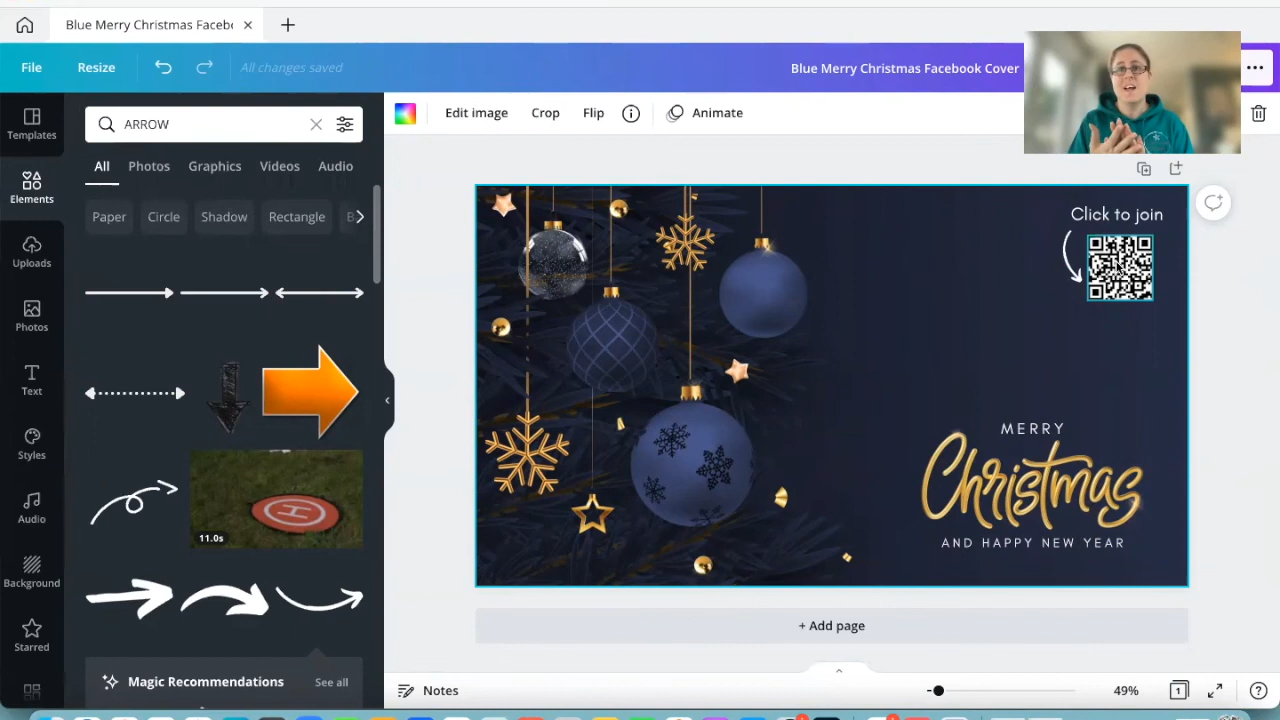 Blue Merry Christmas Faceb
File
Resize
All changes saved
Blue Merry Christmas Facebook Cover
Templates
Elements
Uploads
Photos
Text
Styles
Audio
Background
Starred
ARROW
All
Photos
Graphics
Videos
Audio
Paper
Circle
Shadow
Rectangle
B
11.0s
H
Magic Recommendations
See all
Edit image
Crop
Flip
Animate
Click to join
MERRY
Christmas
AND HAPPY NEW YEAR
+ Add page
Notes
49%
1